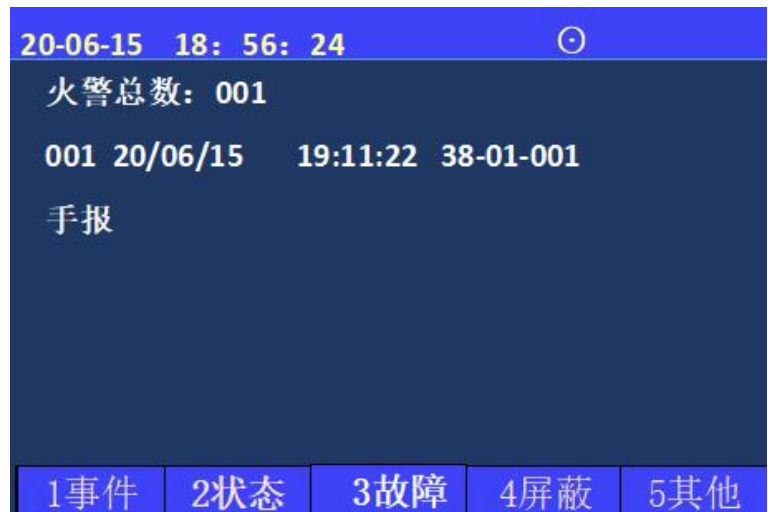 20-06-15 18：56：24
火警总数：001
001 20/06/15 19:11:22 38-01-001
手报
1事件 2状态 3故障 4屏蔽 5其他